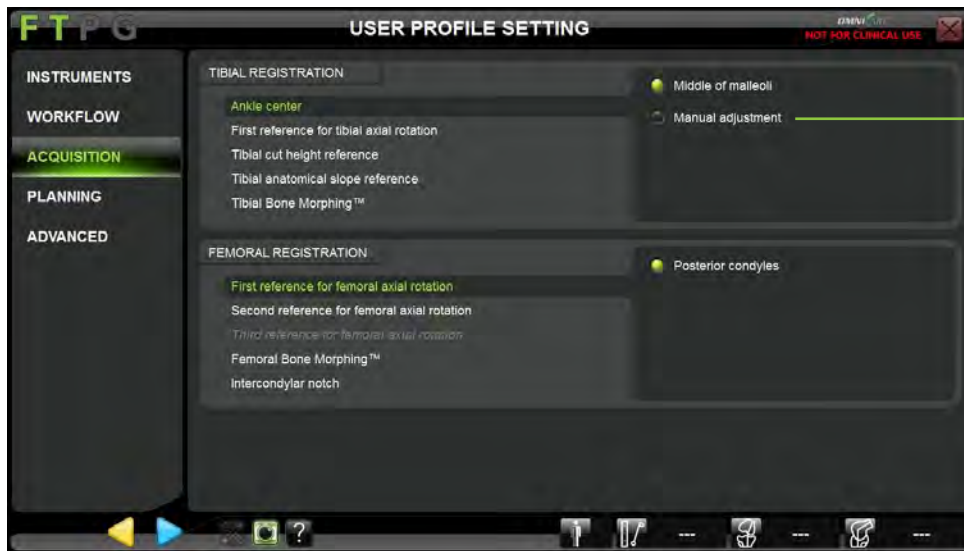 FTPG
USER PROFILE SETTING
NOT FOR CLINICAL USE
INSTRUMENTS
WORKFLOW
ACQUISITION
PLANNING
ADVANCED
TIBIAL REGISTRATION
Ankle center
First reference for tibial axial rotation
Tibial cut height reference
Tibial anatomical slope reference
Tibial Bone Morphing™
Middle of malleoli
Manual adjustment
FEMORAL REGISTRATION
First reference for femoral axial rotation
Second reference for femoral axial rotation
Third reference for femoral axial rotation
Femoral Bone Morphing™
Intercondylar notch
Posterior condyles
? --- --- ---